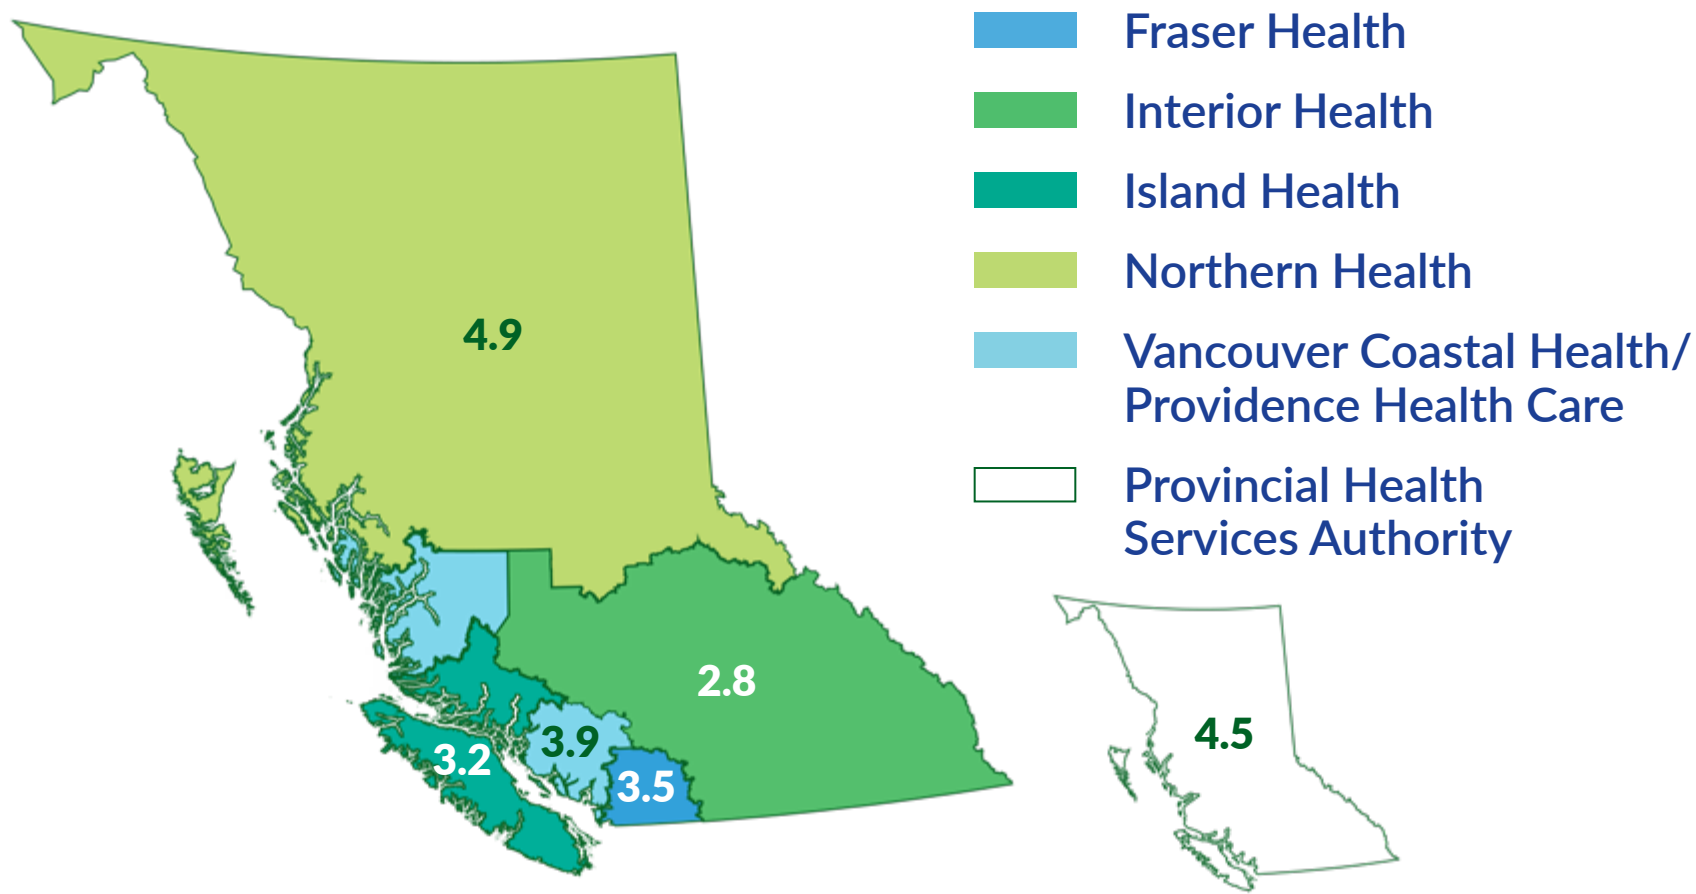 Fraser Health
Interior Health
Island Health
Northern Health
Vancouver Coastal Health/
Providence Health Care
Provincial Health
Services Authority
4.9
2.8
3.9
3.2
3.5
4.5